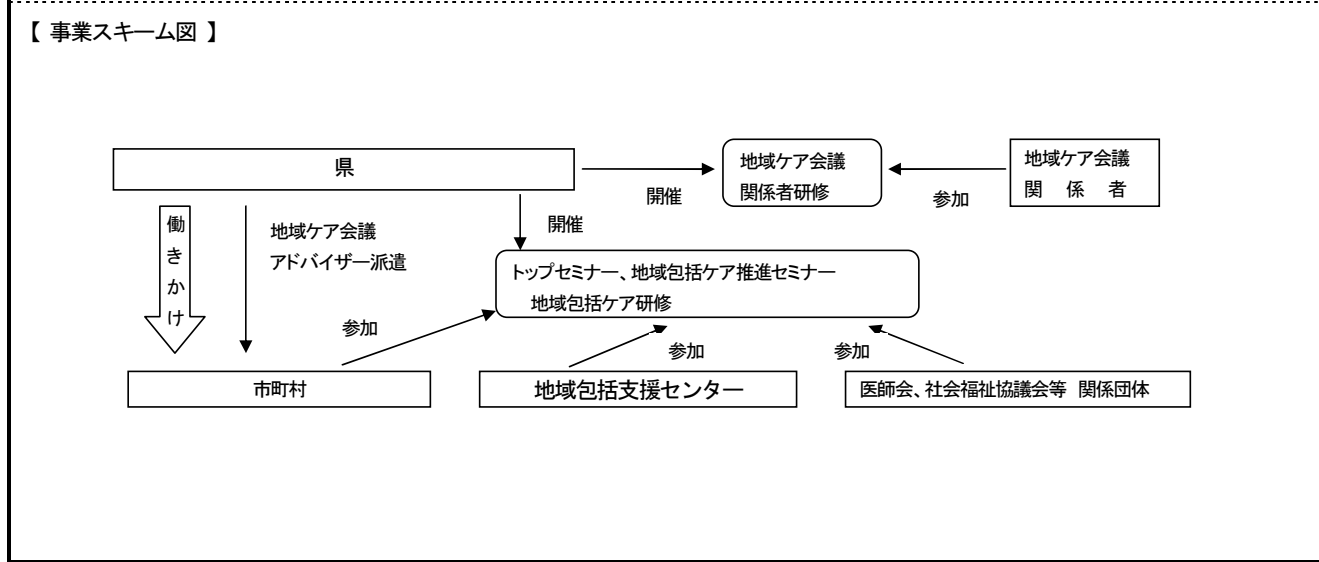 【 事業スキーム図 】
県
地域ケア会議
関係者研修
地域ケア会議
関　係　者
開催
参加
働きかけ
地域ケア会議
アドバイザー派遣
開催
トップセミナー、地域包括ケア推進セミナー
地域包括ケア研修
参加
参加
参加
市町村
地域包括支援センター
医師会、社会福祉協議会等 関係団体